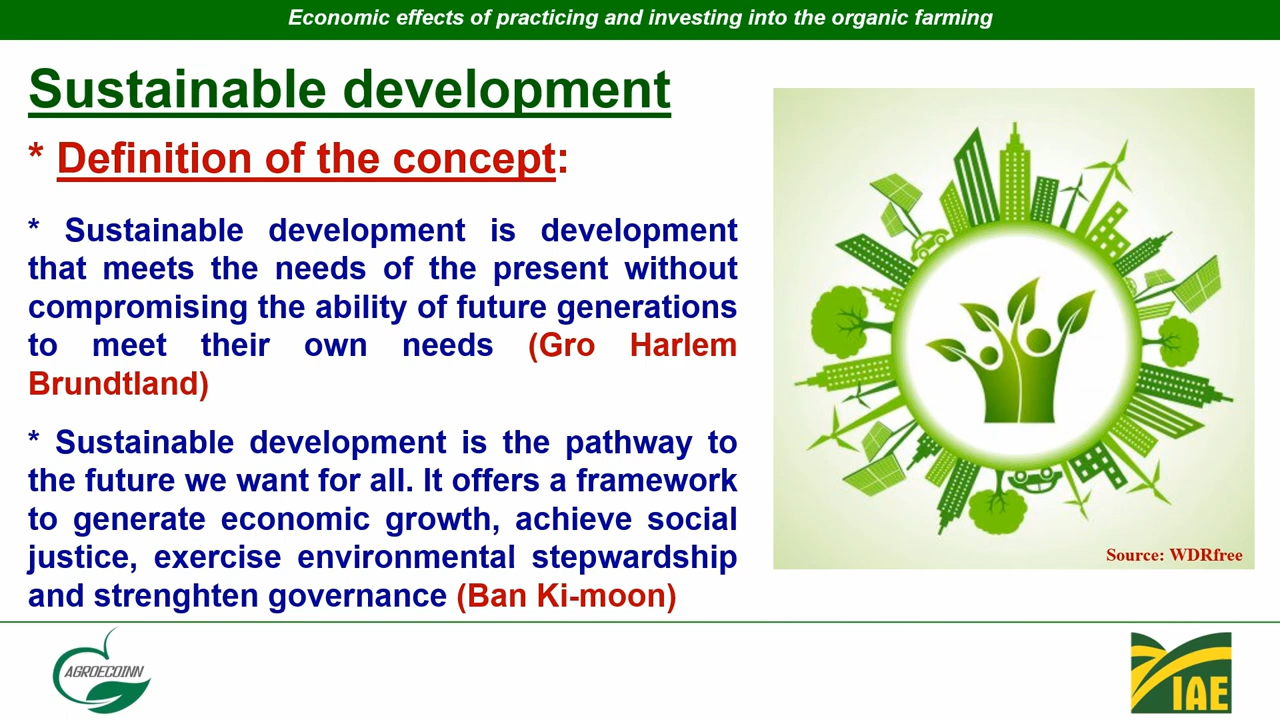 Economic effects of practicing and investing into the organic farming
Sustainable development
* Definition of the concept:
* Sustainable development is development
that meets the needs of the present without
compromising the ability of future generations
to meet their own needs (Gro Harlem
Brundtland)
* Sustainable development is the pathway to
the future we want for all. It offers a framework
to generate economic growth, achieve social
justice, exercise environmental stepwardship
and strenghten governance (Ban Ki-moon)
Source: WDRfree
AGROECOINN
IAE